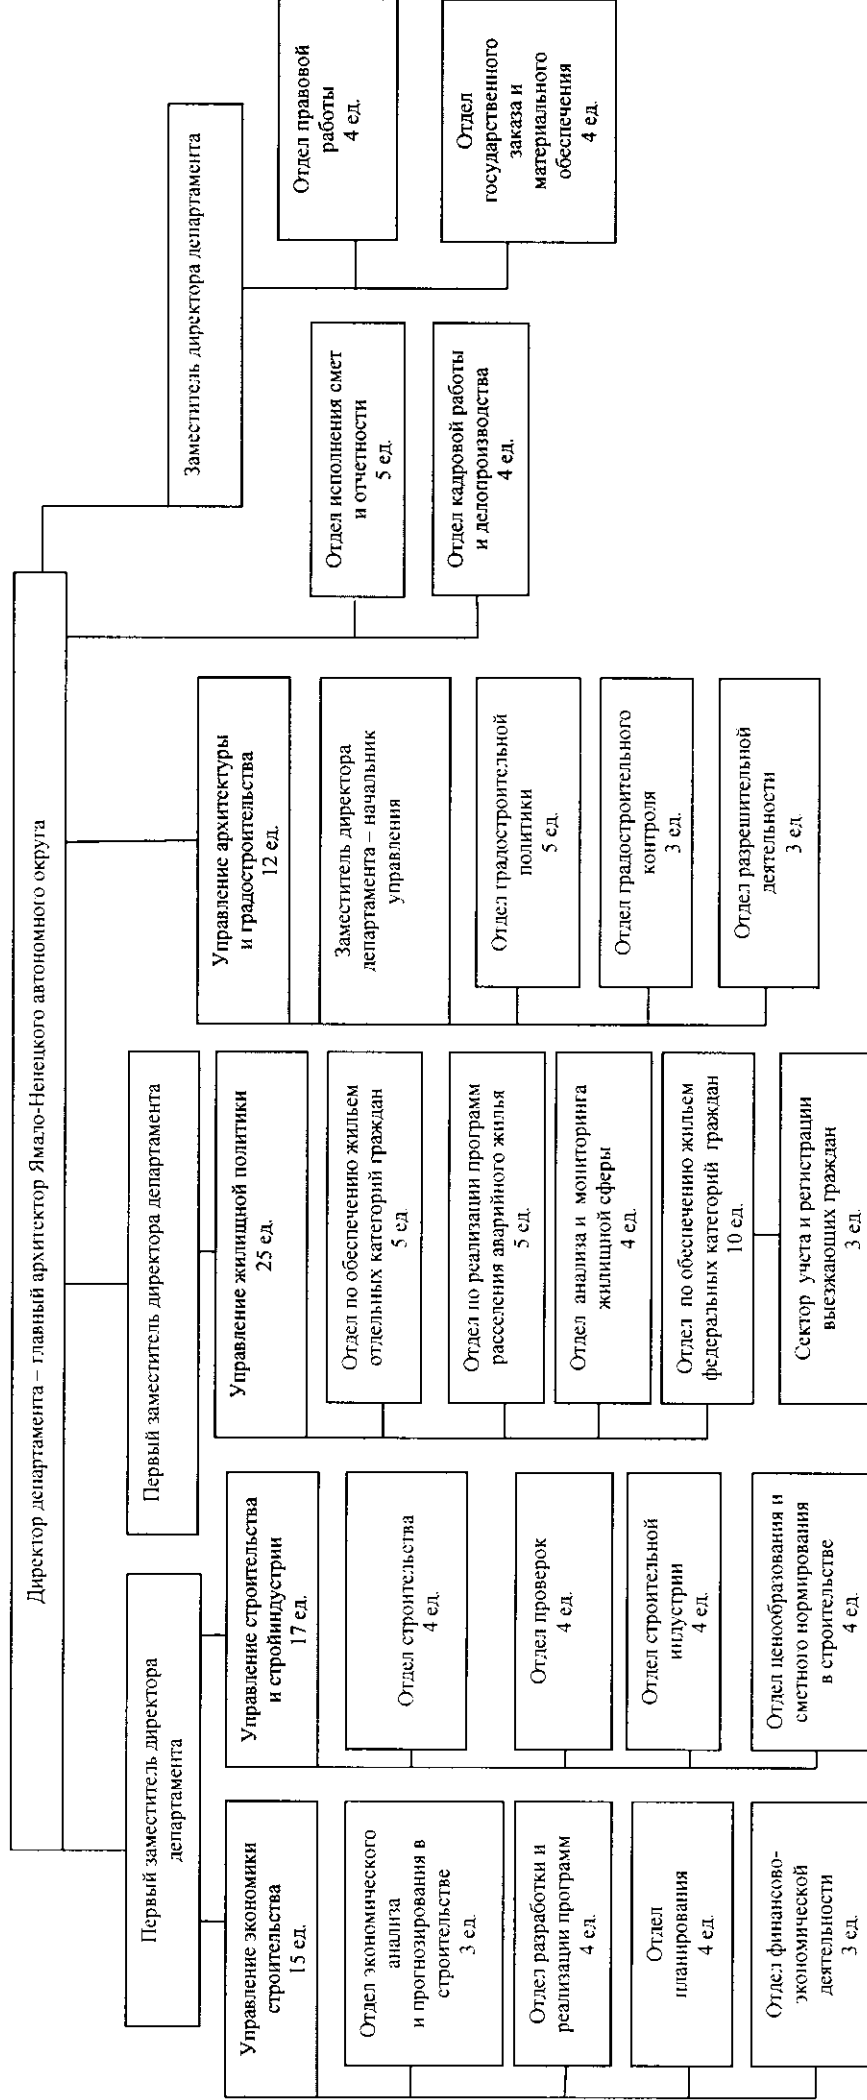 Директор департамента – главный архитектор Ямало-Ненецкого автономного округа
Первый заместитель директора
департамента
Управление экономики
строительства
15 ед.
Отдел экономического
анализа
и прогнозирования в
строительстве
3 ед.
Отдел разработки и
реализации программ
4 ед.
Отдел
планирования
4 ед.
Отдел финансово-
экономической
деятельности
3 ед.
Управление строительства
и стройиндустрии
17 ед.
Отдел строительства
4 ед.
Отдел проверок
4 ед.
Отдел строительной
индустрии
4 ед.
Отдел ценообразования и
сметного нормирования
в строительстве
4 ед.
Первый заместитель директора департамента
Управление жилищной политики
25 ед.
Отдел по обеспечению жильем
отдельных категорий граждан
5 ед.
Отдел по реализации программ
расселения аварийного жилья
5 ед.
Отдел анализа и мониторинга
жилищной сферы
4 ед.
Отдел по обеспечению жильем
федеральных категорий граждан
10 ед.
Сектор учета и регистрации
выезжающих граждан
3 ед.
Управление архитектуры
и градостроительства
12 ед.
Заместитель директора
департамента – начальник
управления
Отдел градостроительной
политики
5 ед.
Отдел градостроительного
контроля
3 ед.
Отдел разрешительной
деятельности
3 ед.
Отдел исполнения смет
и отчетности
5 ед.
Отдел кадровой работы
и делопроизводства
4 ед.
Заместитель директора департамента
Отдел правовой
работы
4 ед.
Отдел
государственного
заказа и
материального
обеспечения
4 ед.